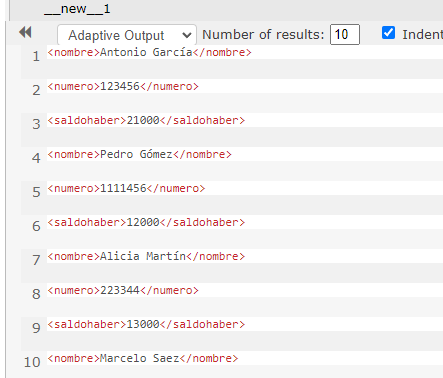 __new__1
Adaptive Output Number of results: 10 Indent
1 <nombre>Antonio García</nombre>
2 <numero>123456</numero>
3 <saldohaber>21000</saldohaber>
4 <nombre>Pedro Gómez</nombre>
5 <numero>1111456</numero>
6 <saldohaber>12000</saldohaber>
7 <nombre>Alicia Martín</nombre>
8 <numero>223344</numero>
9 <saldohaber>13000</saldohaber>
10 <nombre>Marcelo Saez</nombre>